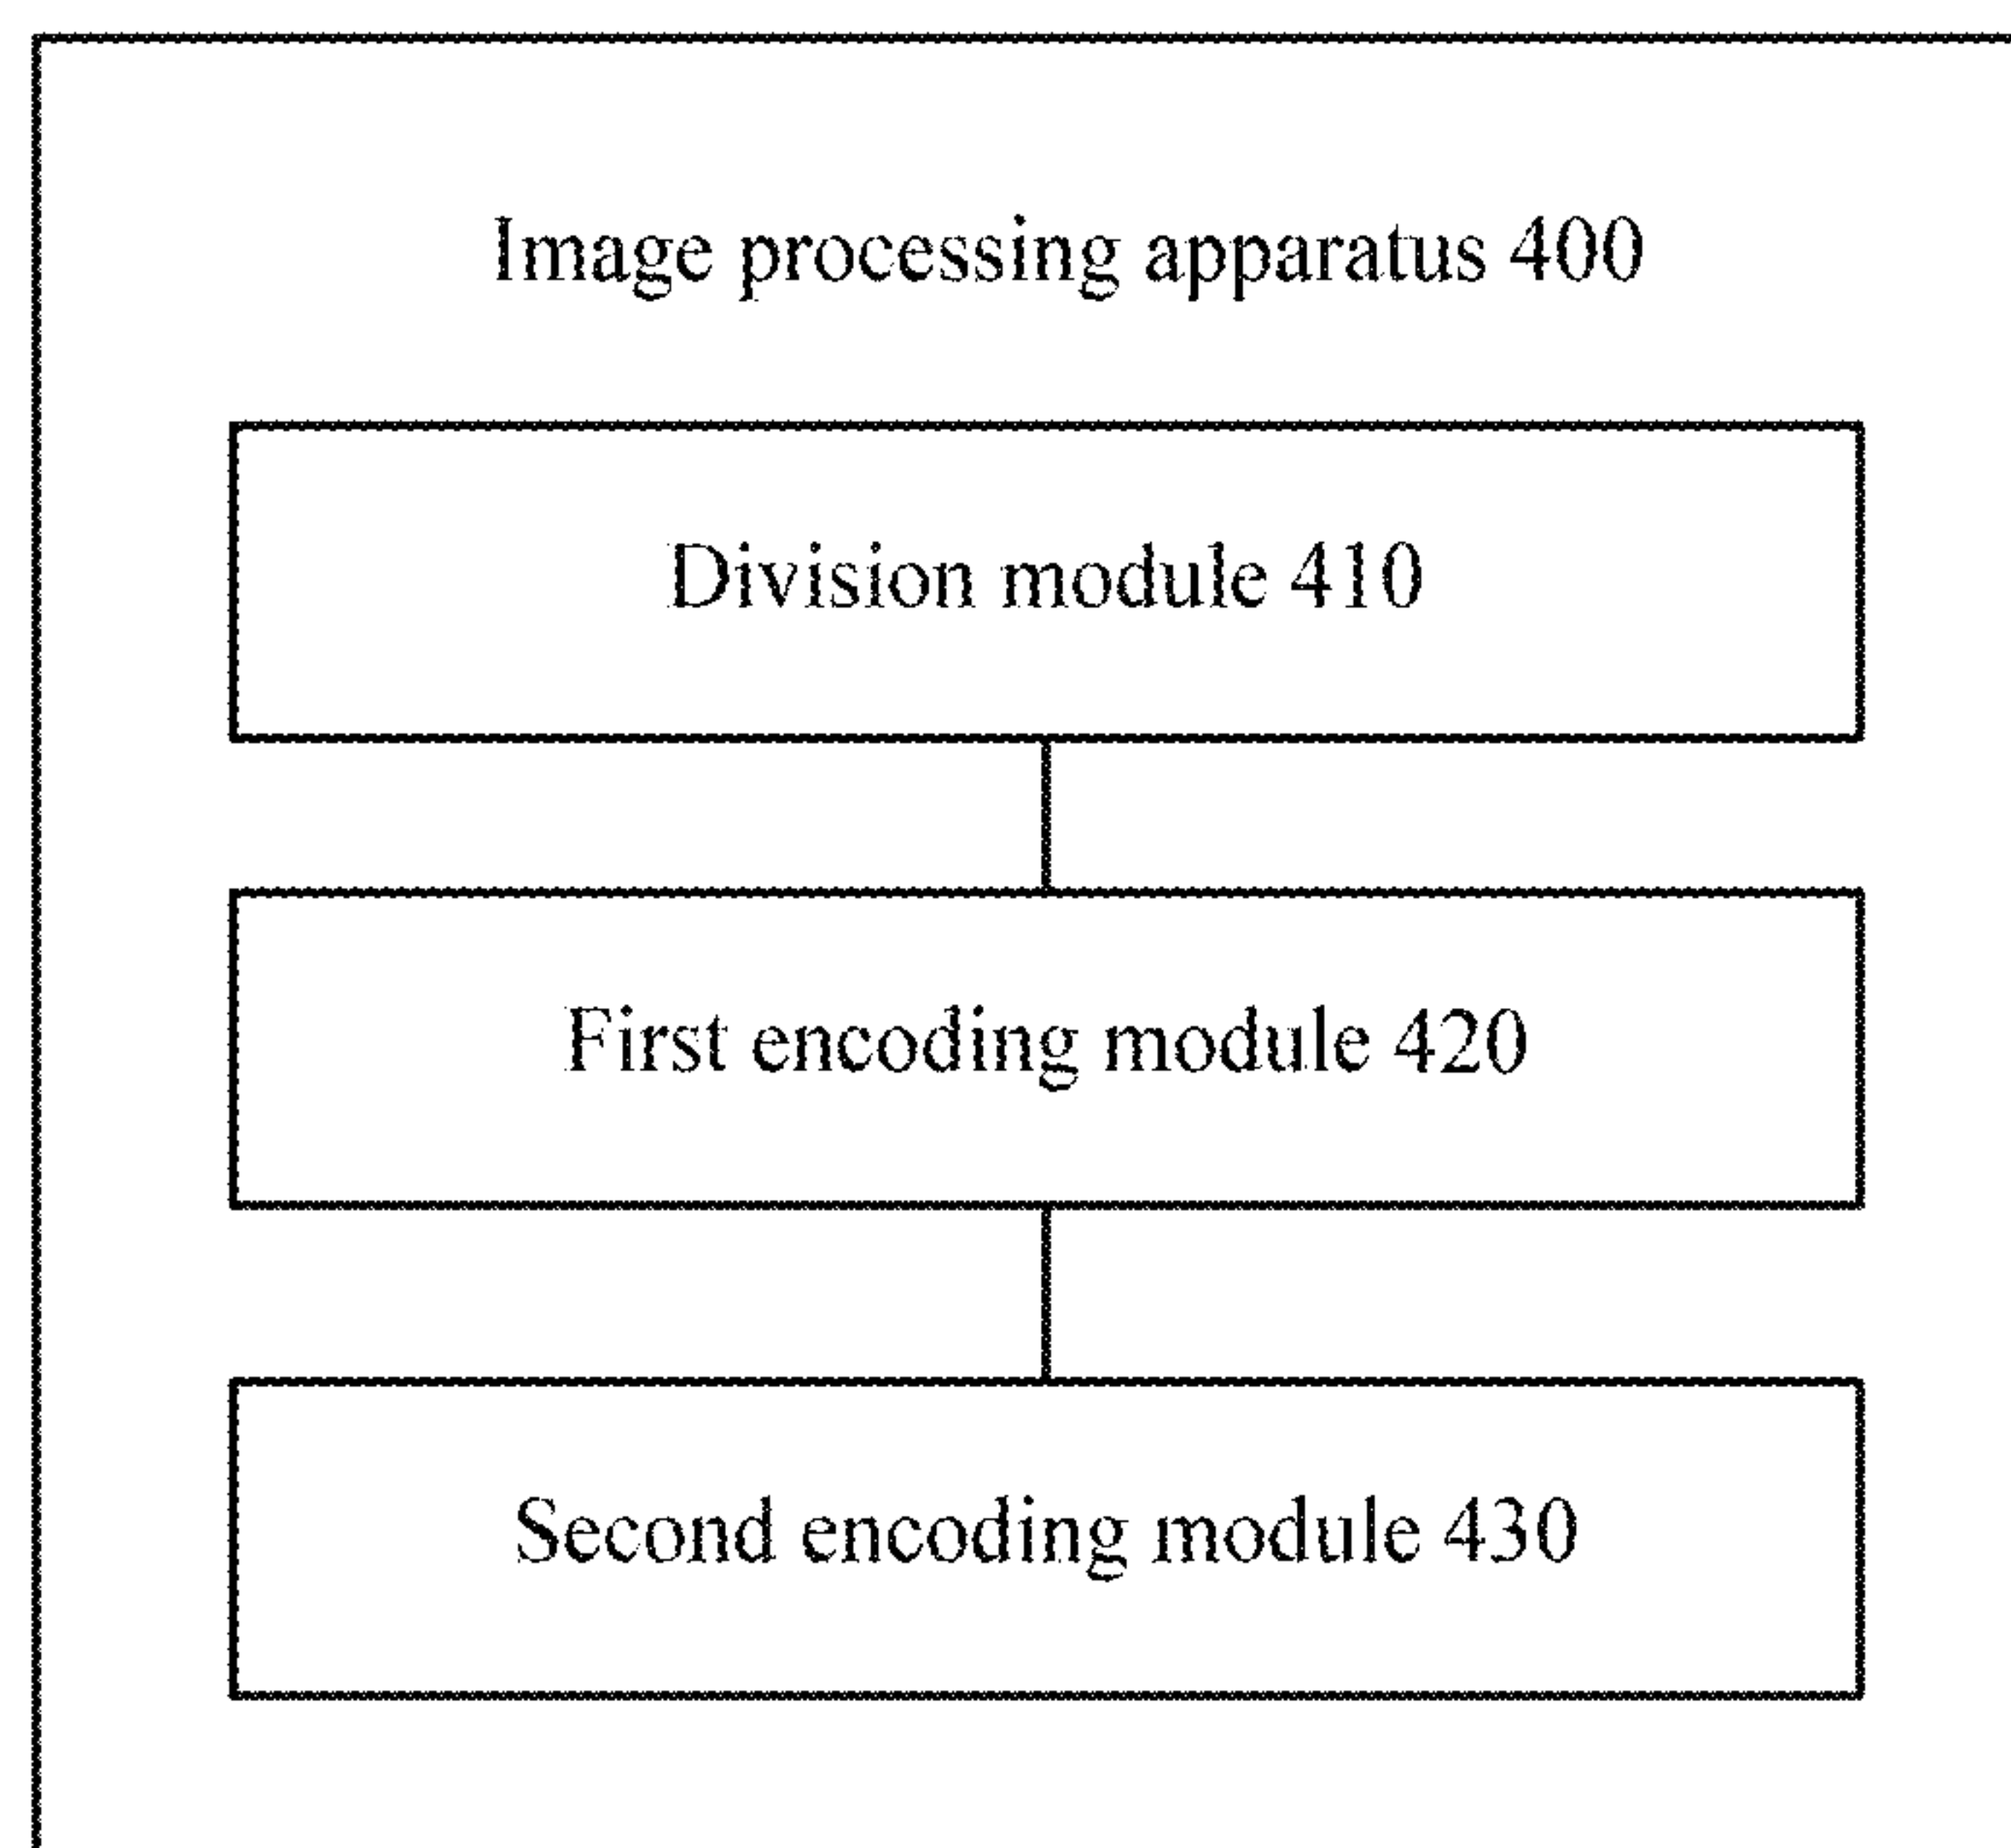 Image processing apparatus 400
Division module 410
First encoding module 420
Second encoding module 430